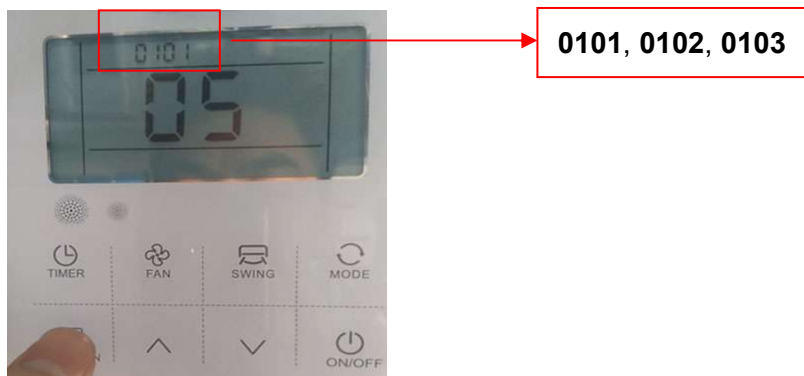 0101
0101, 0102, 0103
05
TIMER
FAN
SWING
MODE
N
ON/OFF